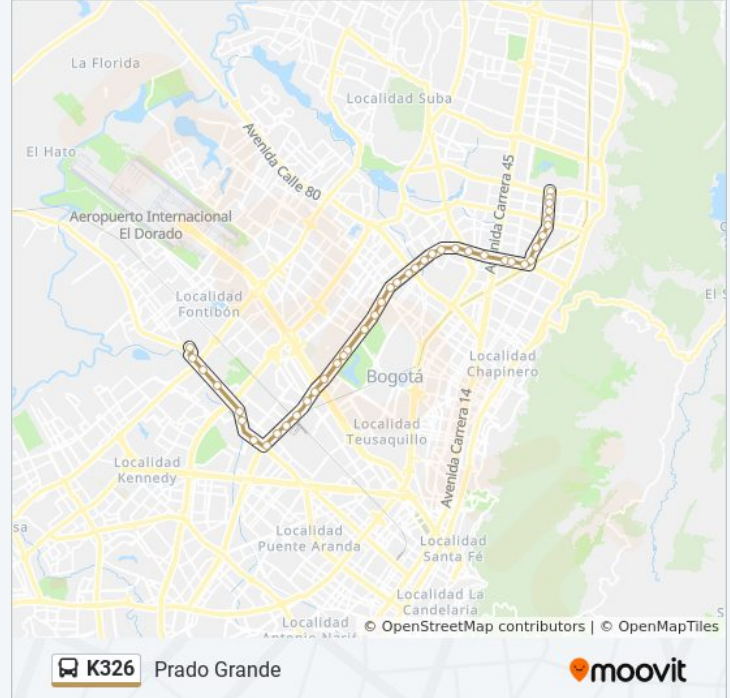 La Florida
Localidad Suba
Avenida Calle 80
El Hato
Avenida Carrera 45
Aeropuerto Internacional
El Dorado
Localidad
Fontibón
Localidad
Chapinero
Bogotá
Avenida Carrera 14
Localidad
Teusaquillo
Localidad
Kennedy
Localidad
Puente Aranda
Localidad
Santa Fé
Localidad La
Candelaria
Localidad
© OpenStreetMap contributors | © OpenMapTiles
K326 Prado Grande
moovit